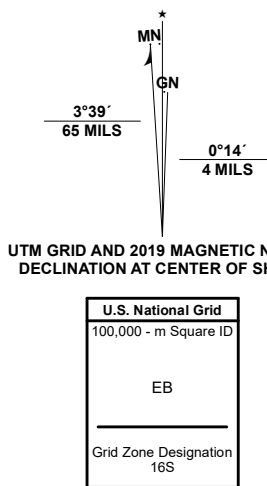 ★
MN
GN
3°39´
65 MILS
0°14´
4 MILS
UTM GRID AND 2019 MAGNETIC N
DECLINATION AT CENTER OF SH
U.S. National Grid
100,000 - m Square ID
EB
Grid Zone Designation
16S